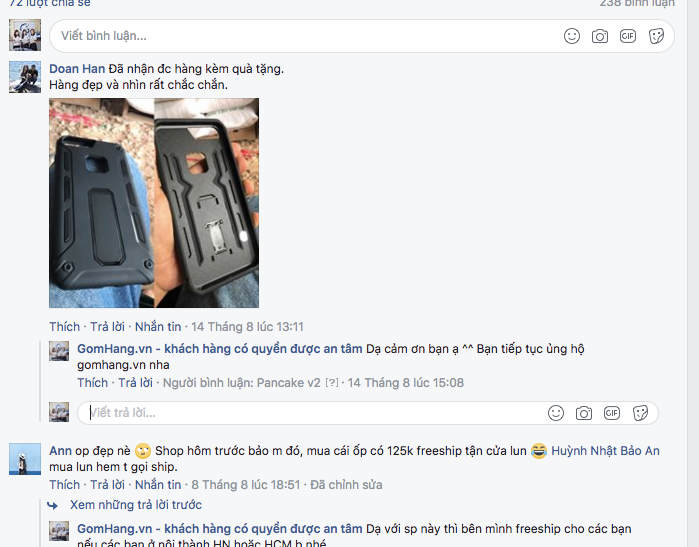 72 lượt chia sẻ
238 bình luận
Viết bình luận...
GIF
Doan Han Đã nhận đc hàng kèm quà tặng.
Hàng đẹp và nhìn rất chắc chắn.
Thích · Trả lời · Nhắn tin · 14 Tháng 8 lúc 13:11
GomHang.vn - khách hàng có quyền được an tâm Dạ cảm ơn bạn ạ ^^ Bạn tiếp tục ủng hộ
gomhang.vn nha
Thích · Trả lời · Người bình luận: Pancake v2 [?] · 14 Tháng 8 lúc 15:08
Viết trả lời...
GIF
Ann op đẹp nè 🙄 Shop hôm trước bảo m đó, mua cái ốp có 125k freeship tận cửa lun 😂 Huỳnh Nhật Bảo An
mua lun hem t gọi ship.
Thích · Trả lời · Nhắn tin · 8 Tháng 8 lúc 18:51 · Đã chỉnh sửa
Xem những trả lời trước
GomHang.vn - khách hàng có quyền được an tâm Dạ với sp này thì bên mình freeship cho các bạn
nếu các bạn ở nội thành HN hoặc HCM b nhé